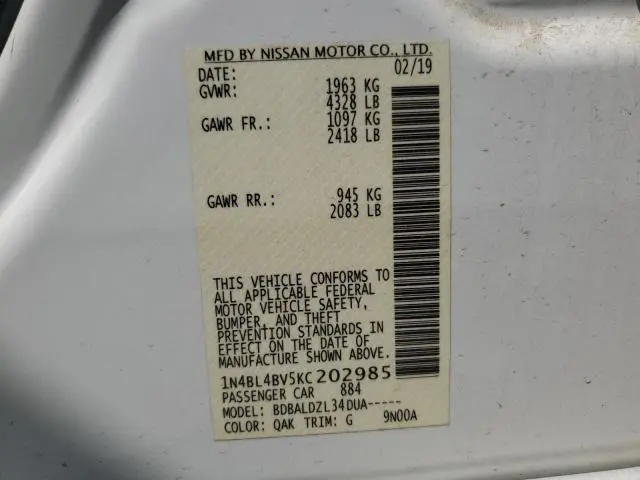 MFD BY NISSAN MOTOR CO., LTD.
DATE: 02/19
GVWR: 1963 KG
4328 LB
GAWR FR.: 1097 KG
2418 LB
GAWR RR.: 945 KG
2083 LB
THIS VEHICLE CONFORMS TO
ALL APPLICABLE FEDERAL
MOTOR VEHICLE SAFETY,
BUMPER, AND THEFT
PREVENTION STANDARDS IN
EFFECT ON THE DATE OF
MANUFACTURE SHOWN ABOVE.
1N4BL4BV5KC202985
PASSENGER CAR 884
MODEL: BDBALDZL34DUA-----
COLOR: QAK TRIM: G 9N00A